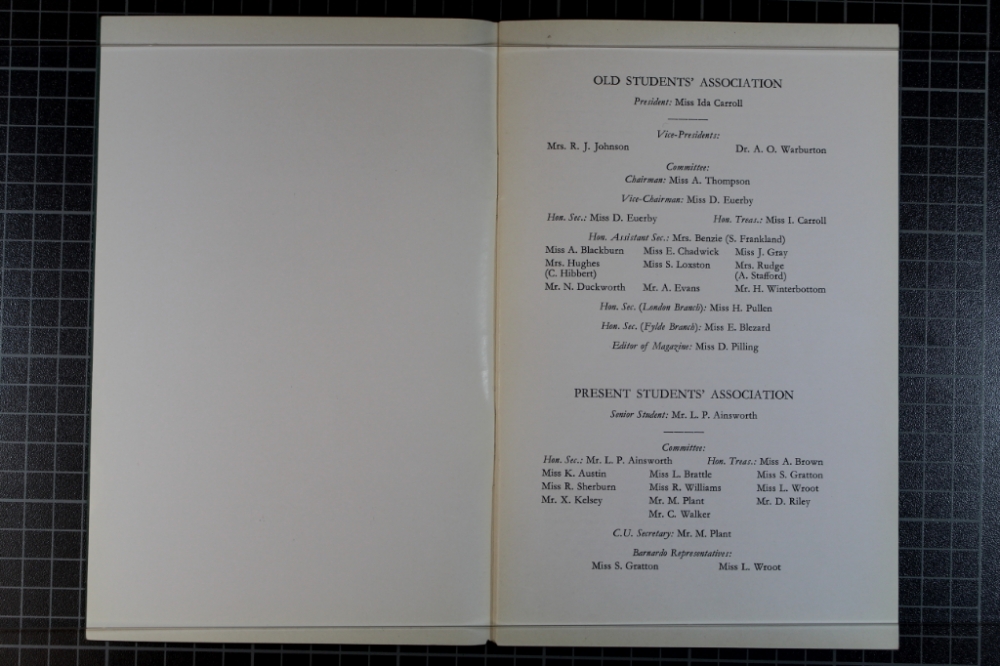 OLD STUDENTS' ASSOCIATION
President: Miss Ida Carroll
Vice-Presidents:
Mrs. R. J. Johnson Dr. A. O. Warburton
Committee:
Chairman: Miss A. Thompson
Vice-Chairman: Miss D. Euerby
Hon. Sec.: Miss D. Euerby Hon. Treas.: Miss I. Carroll
Hon. Assistant Sec.: Mrs. Benzie (S. Frankland)
Miss A. Blackburn Miss E. Chadwick Miss J. Gray
Mrs. Hughes Miss S. Loxston Mrs. Rudge
(C. Hibbert) (A. Stafford)
Mr. N. Duckworth Mr. A. Evans Mr. H. Winterbottom
Hon. Sec. (London Branch): Miss H. Pullen
Hon. Sec. (Fylde Branch): Miss E. Blezard
Editor of Magazine: Miss D. Pilling
PRESENT STUDENTS' ASSOCIATION
Senior Student: Mr. L. P. Ainsworth
Committee:
Hon. Sec.: Mr. L. P. Ainsworth Hon. Treas.: Miss A. Brown
Miss K. Austin Miss L. Brattle Miss S. Gratton
Miss R. Sherburn Miss R. Williams Miss L. Wroot
Mr. X. Kelsey Mr. M. Plant Mr. D. Riley
Mr. C. Walker
C.U. Secretary: Mr. M. Plant
Barnardo Representatives:
Miss S. Gratton Miss L. Wroot